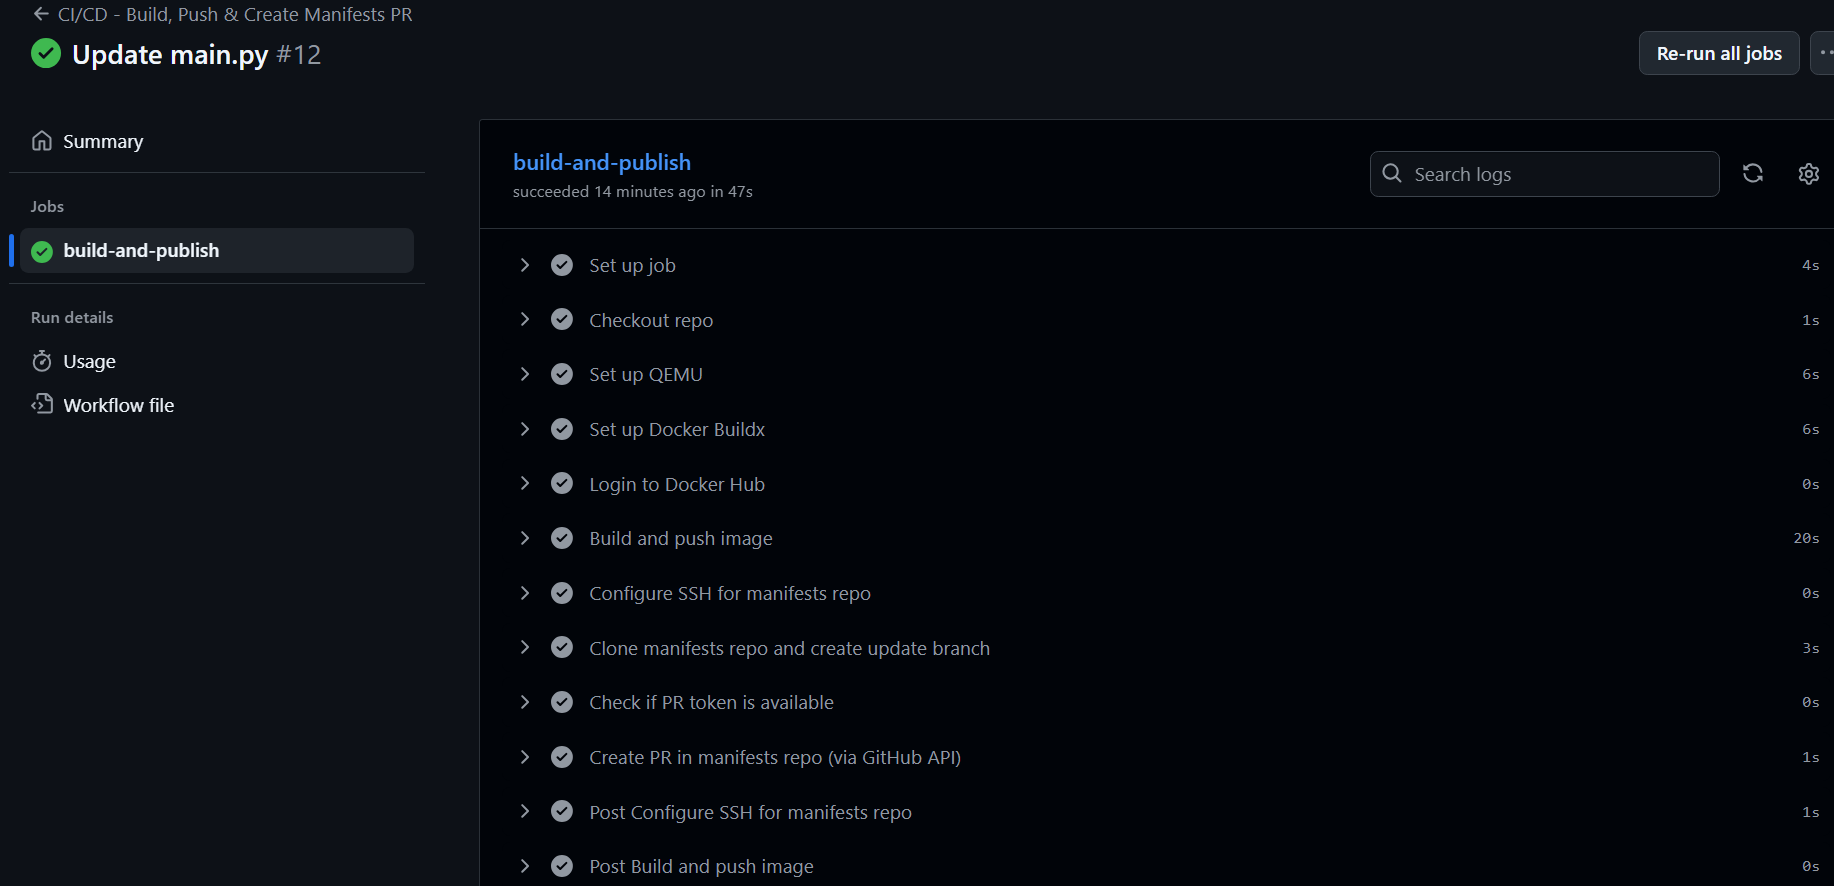 CI/CD - Build, Push & Create Manifests PR
Update main.py #12
Re-run all jobs
Summary
Jobs
build-and-publish
Run details
Usage
Workflow file
build-and-publish
succeeded 14 minutes ago in 47s
Search logs
Set up job 4s
Checkout repo 1s
Set up QEMU 6s
Set up Docker Buildx 6s
Login to Docker Hub 0s
Build and push image 20s
Configure SSH for manifests repo 0s
Clone manifests repo and create update branch 3s
Check if PR token is available 0s
Create PR in manifests repo (via GitHub API) 1s
Post Configure SSH for manifests repo 1s
Post Build and push image 0s